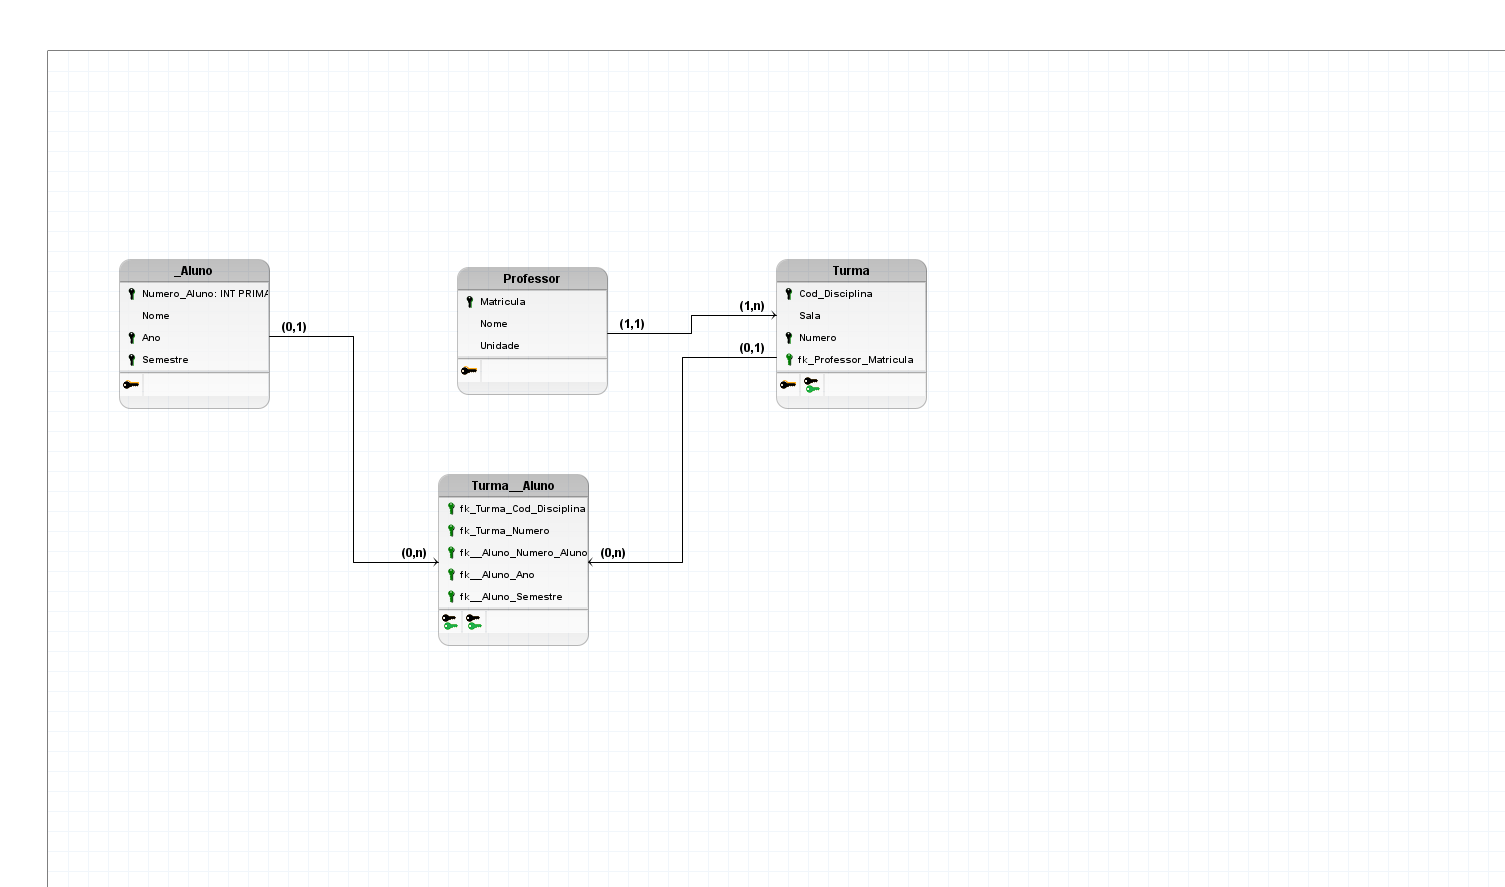 _Aluno
Numero_Aluno: INT PRIMA
Nome
Ano
Semestre
(0,1)
Professor
Matricula
Nome
Unidade
(1,1)
(1,n)
(0,1)
Turma
Cod_Disciplina
Sala
Numero
fk_Professor_Matricula
Turma__Aluno
fk_Turma_Cod_Disciplina
fk_Turma_Numero
fk__Aluno_Numero_Aluno
fk__Aluno_Ano
fk__Aluno_Semestre
(0,n)
(0,n)